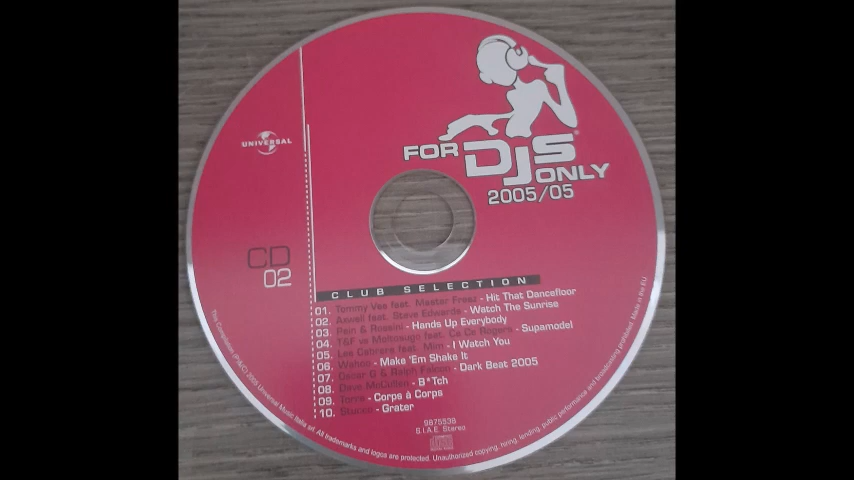 UNIVERSAL
FOR DJS ONLY
2005/05
CD
02
CLUB SELECTION
01. Tommy Vee feat. Master Freez - Hit That Dancefloor
02. Axwell feat. Steve Edwards - Watch The Sunrise
03. Pain & Rossini - Hands Up Everybody
04. T&F vs Moltosugo feat. Ce Ce Rogers - Supamodel
05. Lee Cabrera feat. Mim - I Watch You
06. Wahoo - Make 'Em Shake It
07. Oscar G & Ralph Falcon - Dark Beat 2005
08. Dave McCullen - B*Tch
09. Torre - Corps à Corps
10. - Grater
9875538
S.I.A.E. Stereo
This Compilation (P&C) 2005 Universal Music Italia srl. All trademarks and logos are protected. Unauthorized copying, hiring, lending, public performance and broadcasting prohibited. Made in the EU